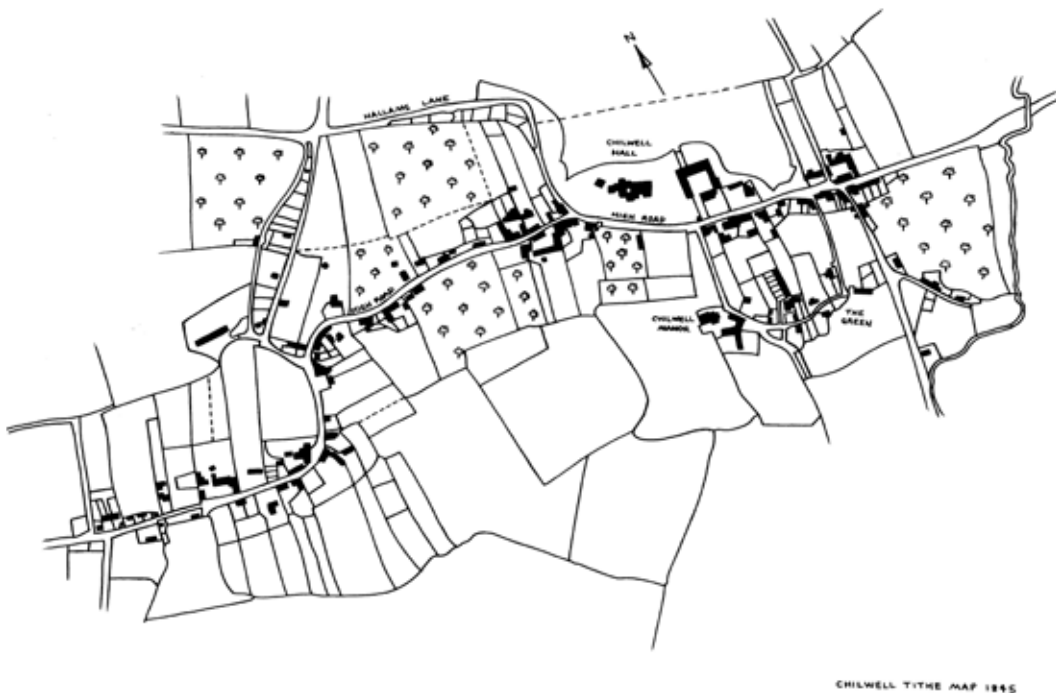 N
HALLAMS LANE
CHILWELL
HALL
HIGH ROAD
HIGH ROAD
CHILWELL
MANOR
THE
GREEN
CHILWELL TITHE MAP 1845